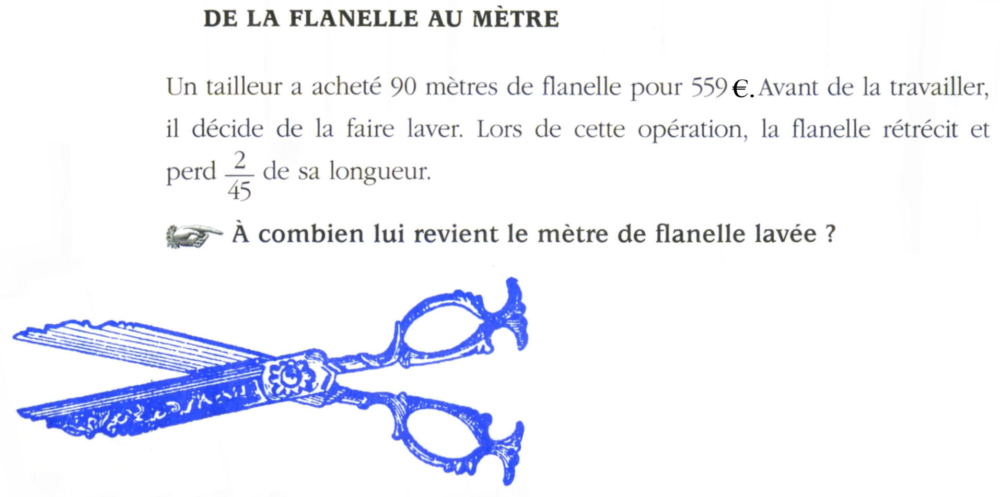 DE LA FLANELLE AU MÈTRE
Un tailleur a acheté 90 mètres de flanelle pour 559 €. Avant de la travailler,
il décide de la faire laver. Lors de cette opération, la flanelle rétrécit et
perd 2/45 de sa longueur.
À combien lui revient le mètre de flanelle lavée ?